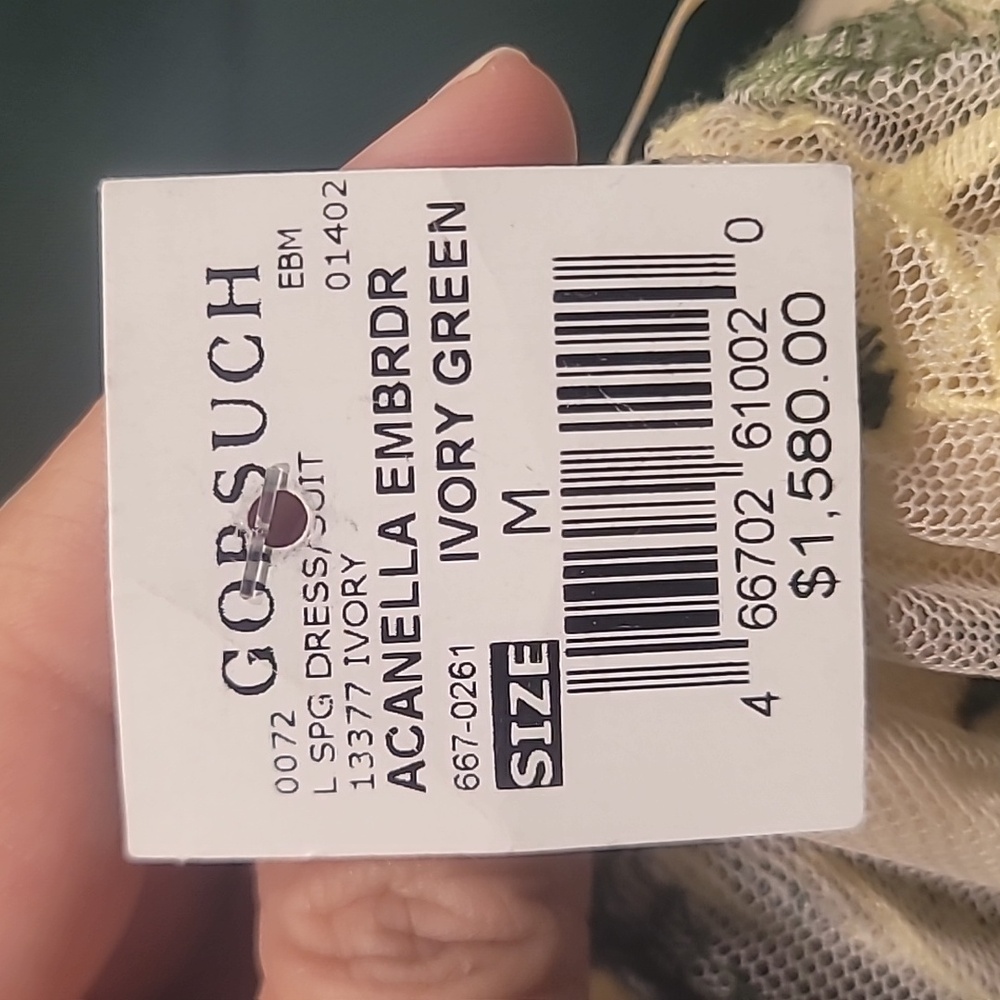 GORSUCH
0072 EBM
L SPG DRESS/SUIT 01402
13377 IVORY
ACANELLA EMBRDR
667-0261 IVORY GREEN
SIZE M
4 66702 61002 0
$1,580.00